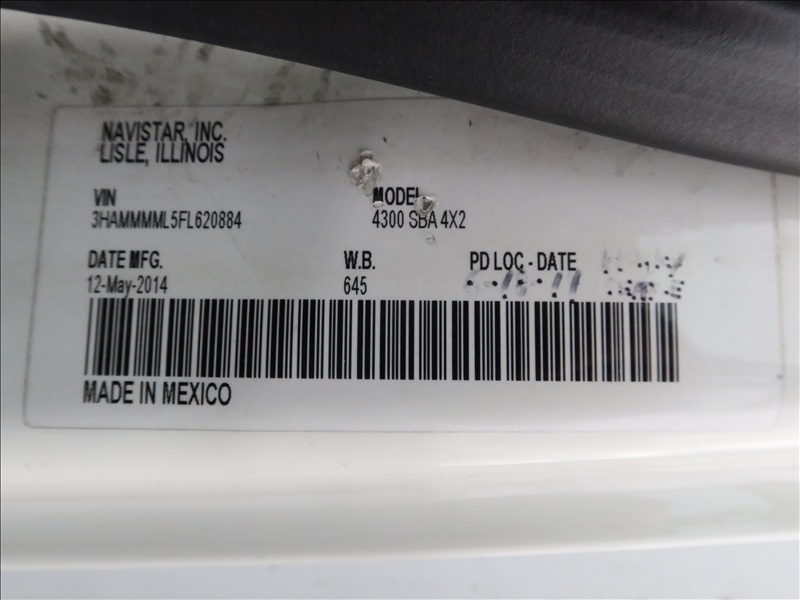 NAVISTAR, INC.
LISLE, ILLINOIS
VIN MODEL
3HAMMMML5FL620884 4300 SBA 4X2
DATE MFG. W.B. PD LOC - DATE
12-May-2014 645
MADE IN MEXICO